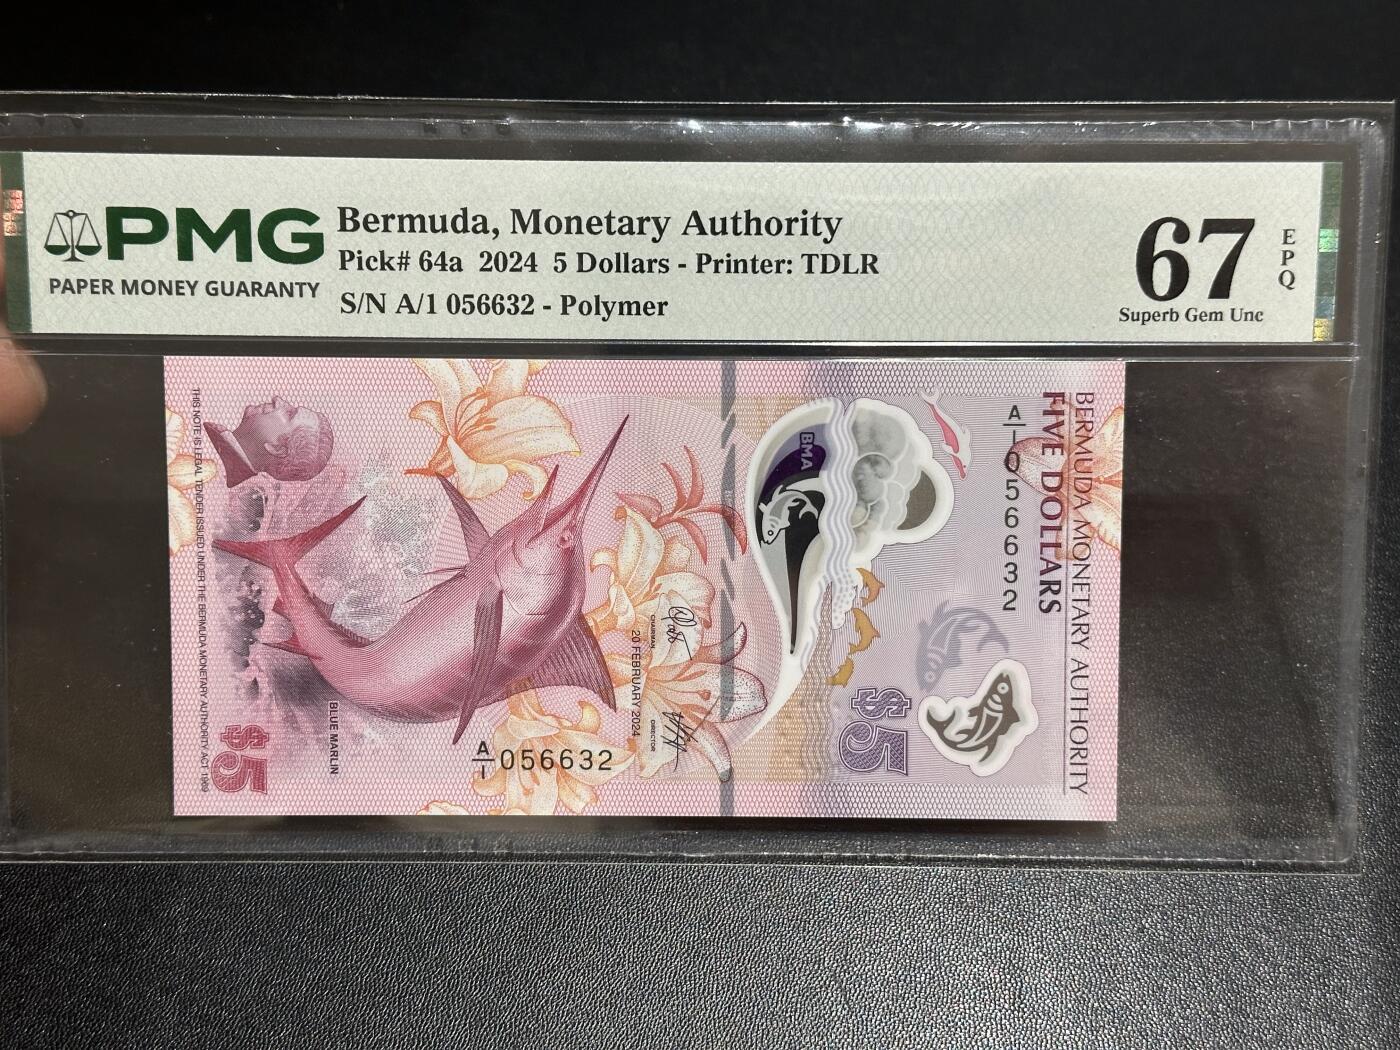 PMG
PAPER MONEY GUARANTY
Bermuda, Monetary Authority
Pick# 64a 2024 5 Dollars - Printer: TDLR
S/N A/1 056632 - Polymer
67
EPQ
Superb Gem Unc
BERMUDA MONETARY AUTHORITY
FIVE DOLLARS
A/1 056632
BMA
$5
CHAIRMAN
DIRECTOR
20 FEBRUARY 2024
A/1 056632
BLUE MARLIN
$5
THIS NOTE IS LEGAL TENDER ISSUED UNDER THE BERMUDA MONETARY AUTHORITY ACT 1969